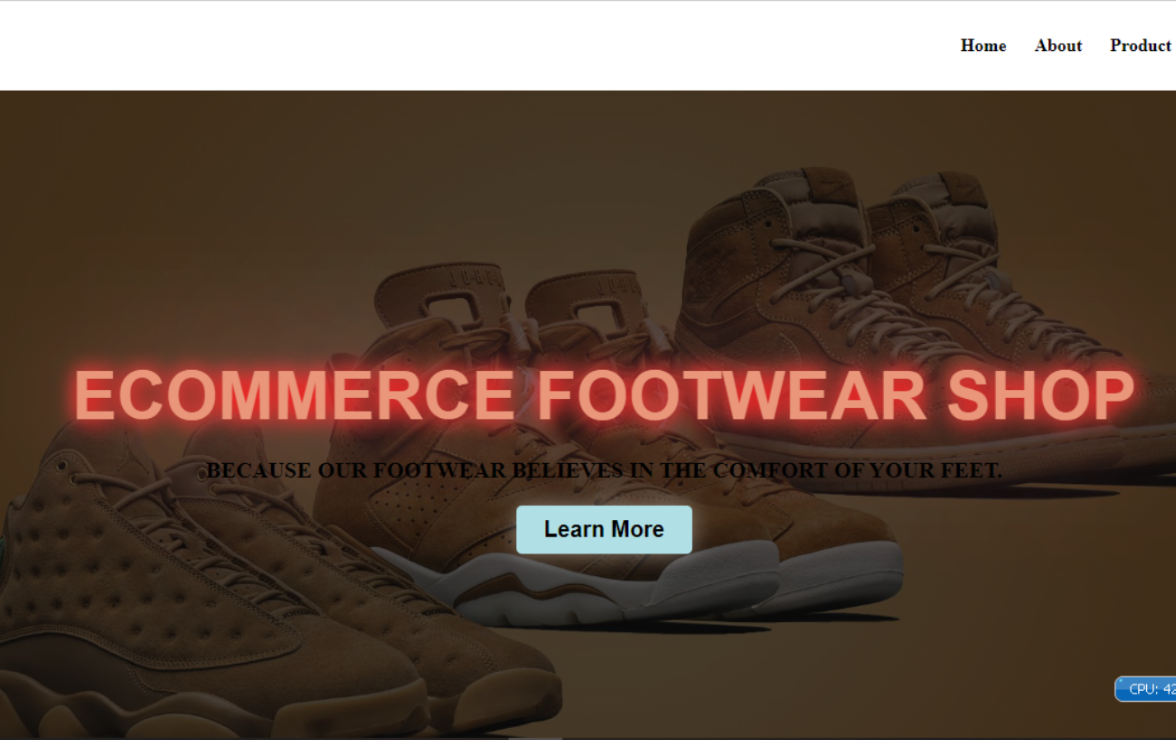 Home About Product
ECOMMERCE FOOTWEAR SHOP
BECAUSE OUR FOOTWEAR BELIEVES IN THE COMFORT OF YOUR FEET.
Learn More
CPU: 42